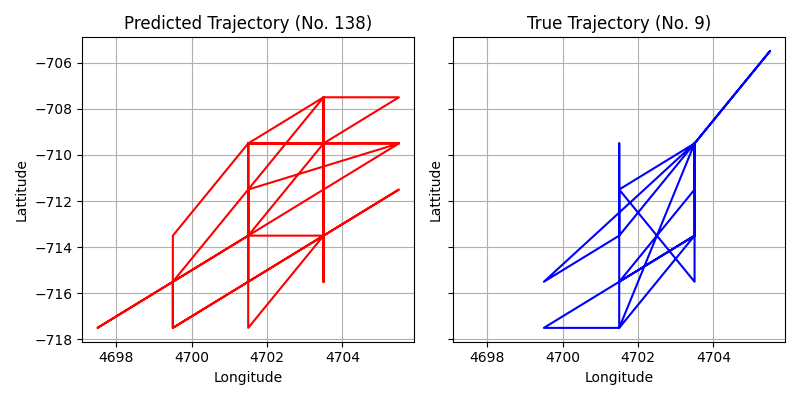 Predicted Trajectory (No. 138)
True Trajectory (No. 9)
Lattitude
−706
−708
−710
−712
−714
−716
−718
4698
4700
4702
4704
Longitude
Lattitude
4698
4700
4702
4704
Longitude